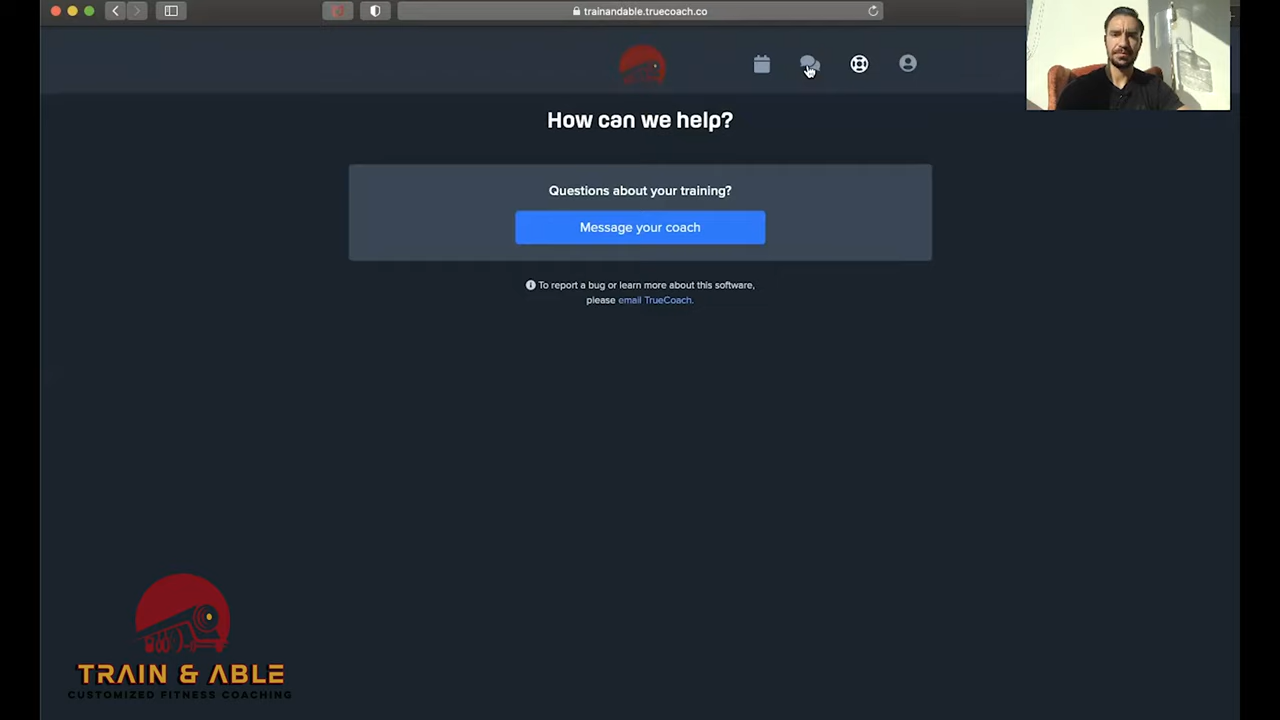 trainandable.truecoach.co
How can we help?
Questions about your training?
Message your coach
To report a bug or learn more about this software,
please email TrueCoach.
TRAIN & ABLE
CUSTOMIZED FITNESS COACHING